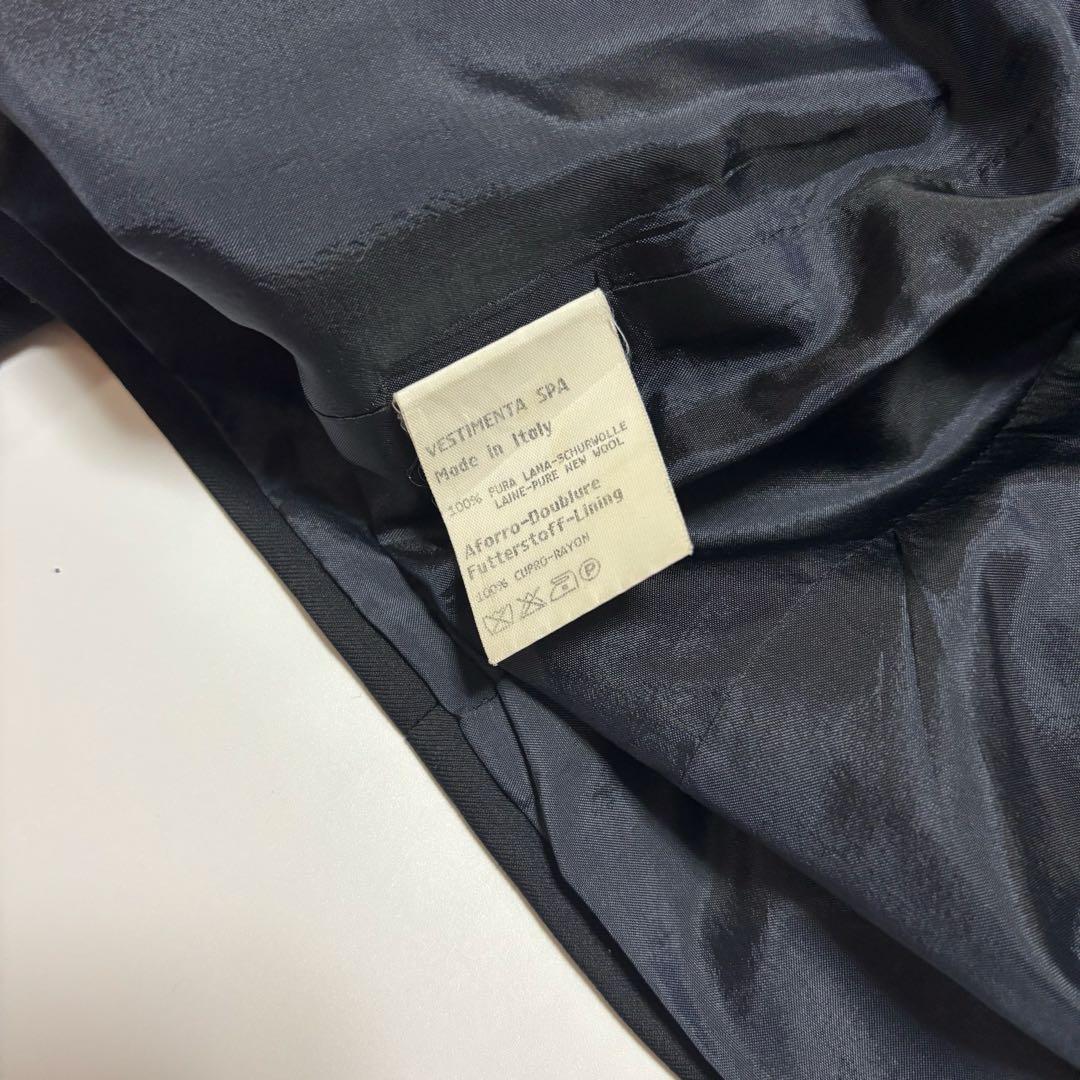 VESTIMENTA SPA
Made in Italy
100% PURA LANA-SCHURWOLLE
LAINE-PURE NEW WOOL
Aforro-Doublure
Futterstoff-Lining
100% CUPRO-RAYON
P